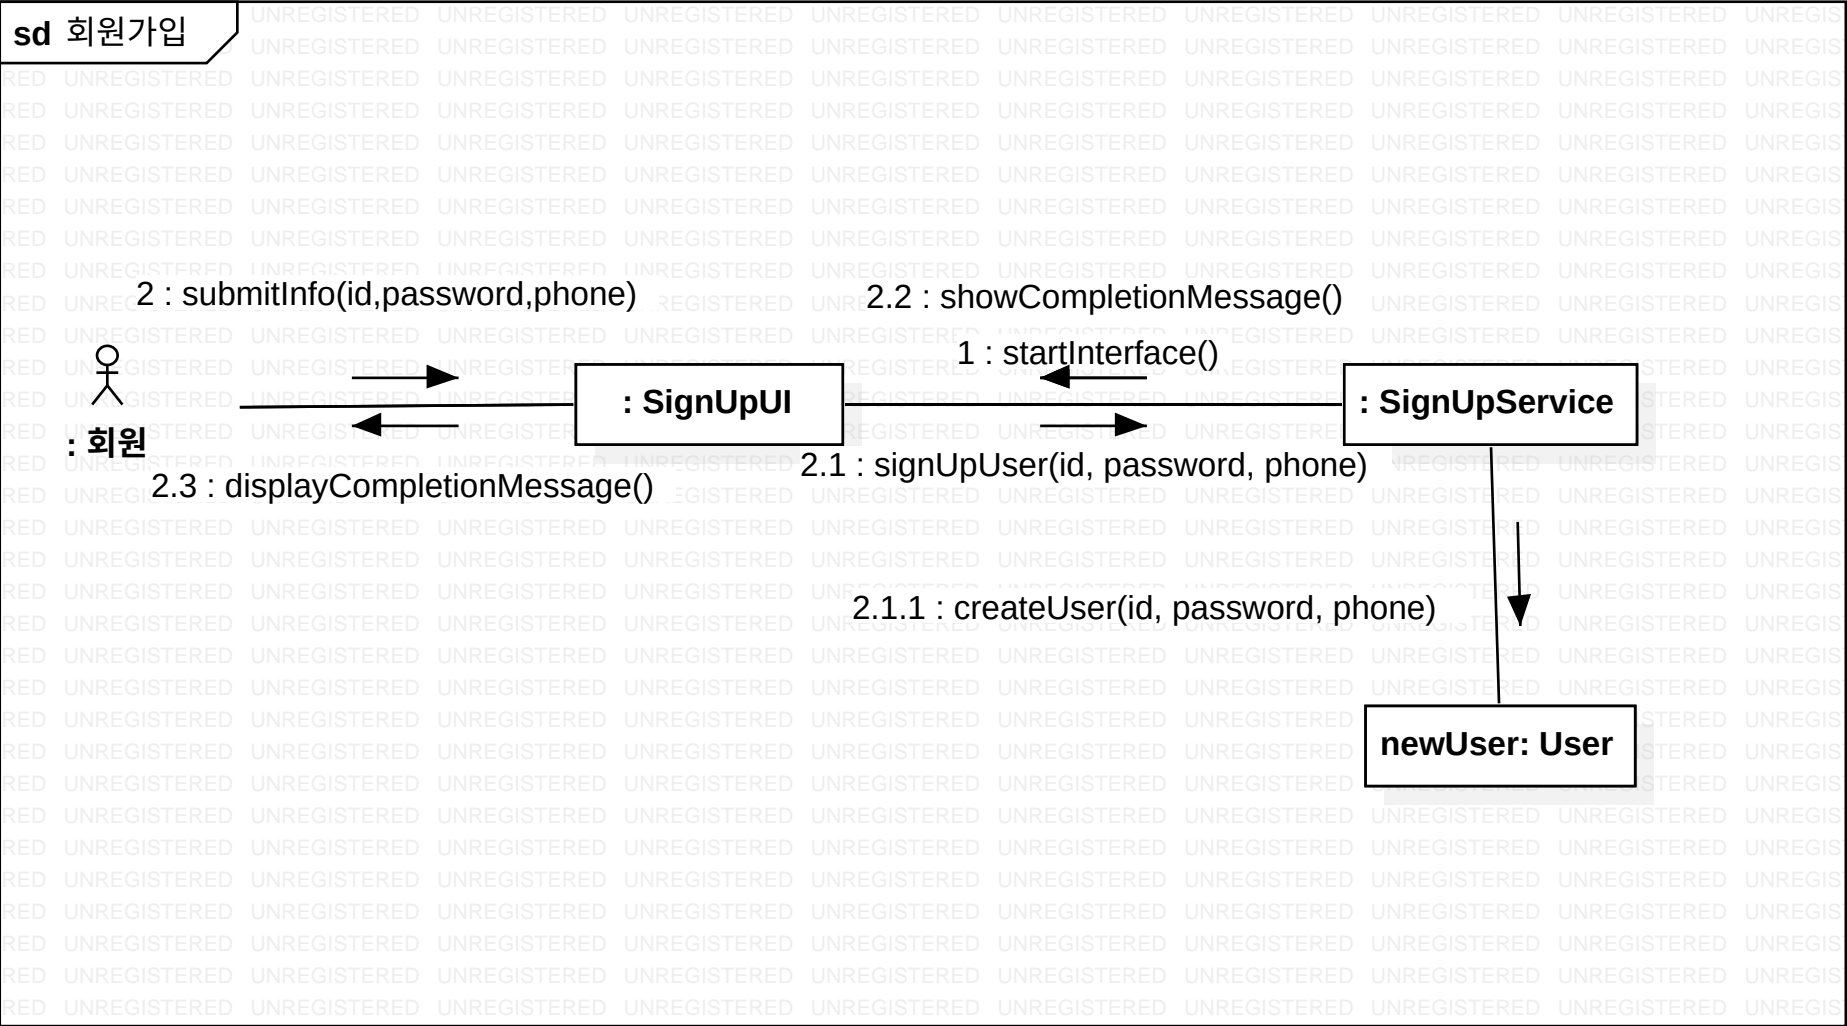 sd 회원가입
2 : submitInfo(id,password,phone)
2.2 : showCompletionMessage()
1 : startInterface()
: SignUpUI
: SignUpService
: 회원
2.1 : signUpUser(id, password, phone)
2.3 : displayCompletionMessage()
2.1.1 : createUser(id, password, phone)
newUser: User
UNREGISTERED